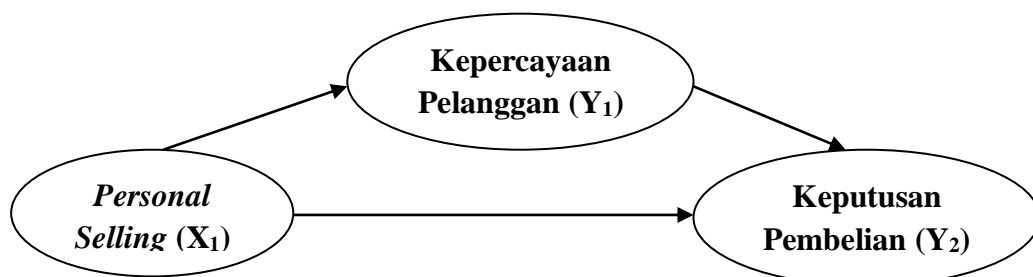 Kepercayaan
Pelanggan (Y₁)
Personal
Selling (X₁)
Keputusan
Pembelian (Y₂)